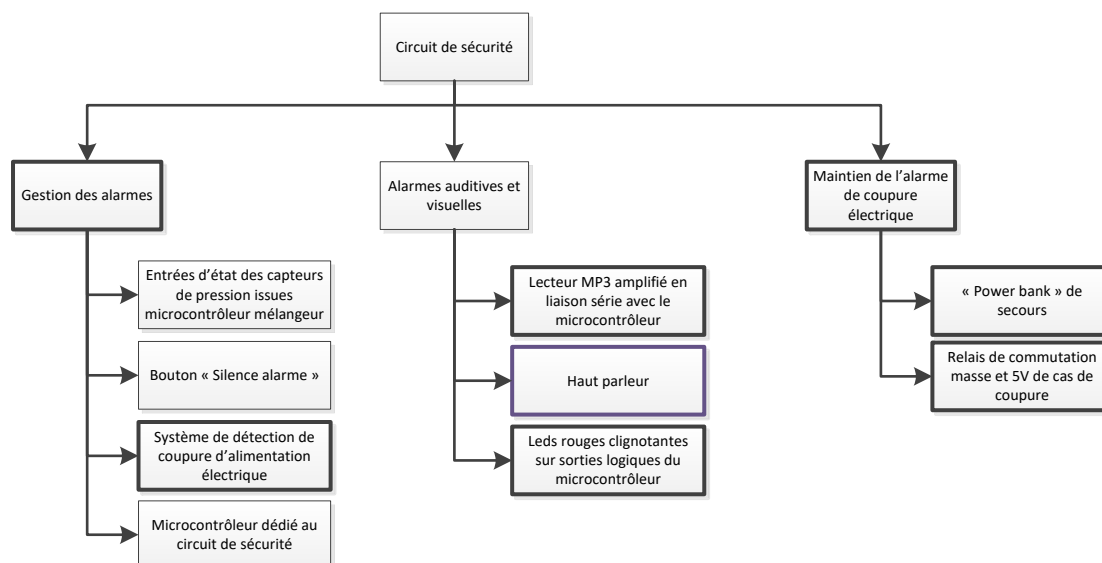 Circuit de sécurité
Gestion des alarmes
Alarmes auditives et
visuelles
Maintien de l’alarme
de coupure
électrique
Entrées d’état des capteurs
de pression issues
microcontrôleur mélangeur
Bouton « Silence alarme »
Système de détection de
coupure d’alimentation
électrique
Microcontrôleur dédié au
circuit de sécurité
Lecteur MP3 amplifié en
liaison série avec le
microcontrôleur
Haut parleur
Leds rouges clignotantes
sur sorties logiques du
microcontrôleur
« Power bank » de
secours
Relais de commutation
masse et 5V de cas de
coupure